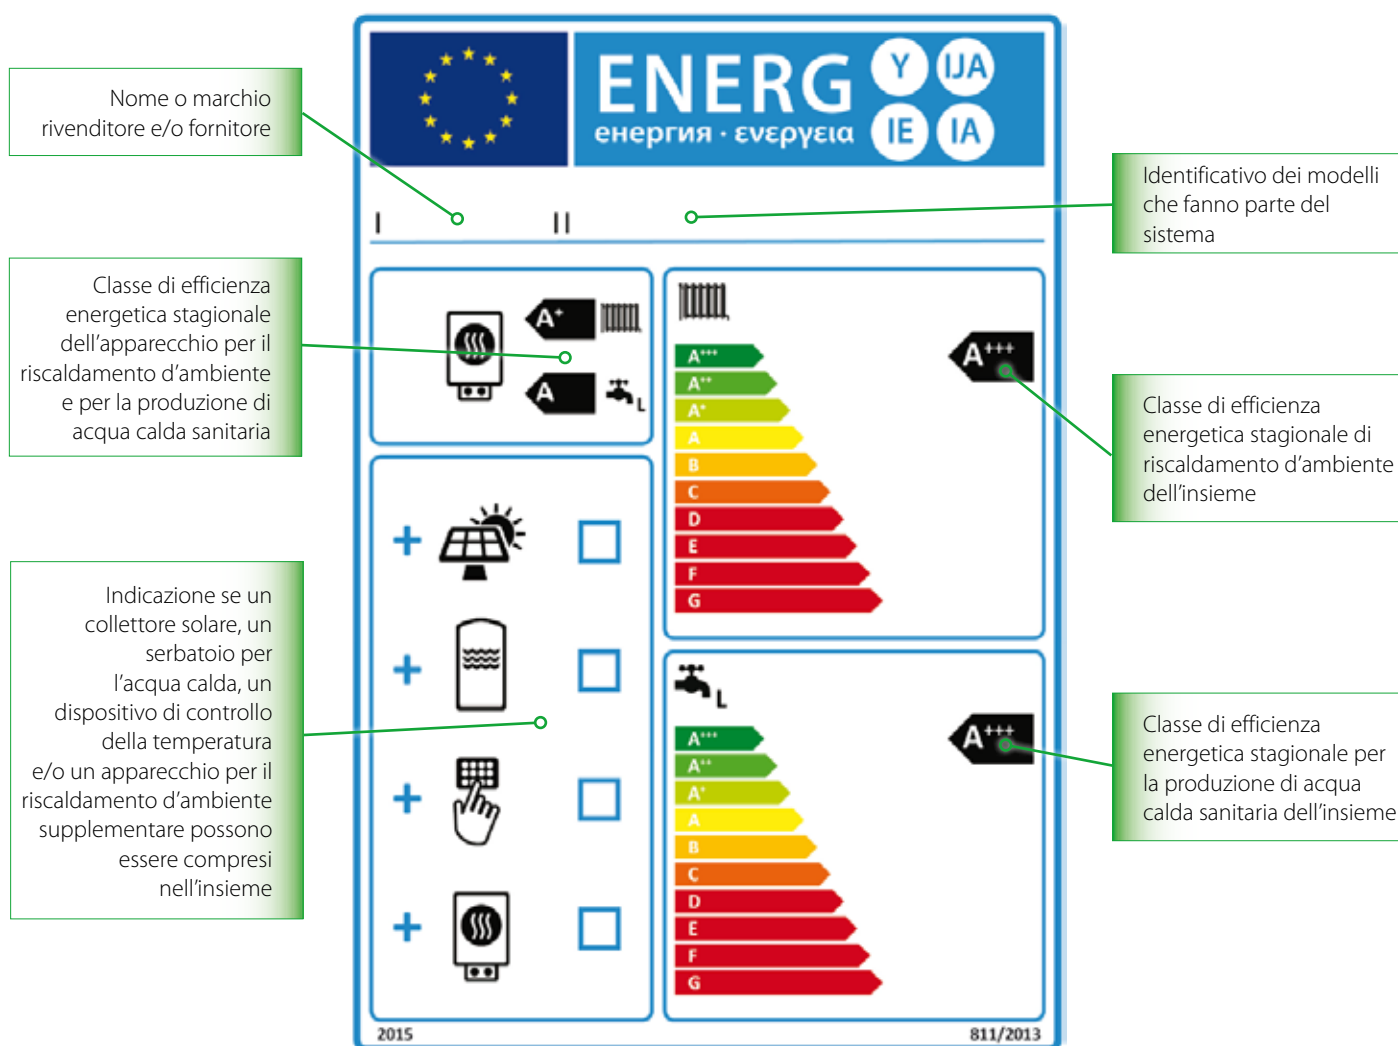 ENERG
енергия · ενεργεια
Y
IJA
IE
IA
Nome o marchio
rivenditore e/o fornitore
I
II
Identificativo dei modelli
che fanno parte del
sistema
Classe di efficienza
energetica stagionale
dell'apparecchio per il
riscaldamento d'ambiente
e per la produzione di
acqua calda sanitaria
A+
A
L
A+++
A++
A+
A
B
C
D
E
F
G
A+++
Classe di efficienza
energetica stagionale di
riscaldamento d'ambiente
dell'insieme
Indicazione se un
collettore solare, un
serbatoio per
l'acqua calda, un
dispositivo di controllo
della temperatura
e/o un apparecchio per il
riscaldamento d'ambiente
supplementare possono
essere compresi
nell'insieme
+
+
+
+
L
A+++
A++
A+
A
B
C
D
E
F
G
A+++
Classe di efficienza
energetica stagionale per
la produzione di acqua
calda sanitaria dell'insieme
2015
811/2013